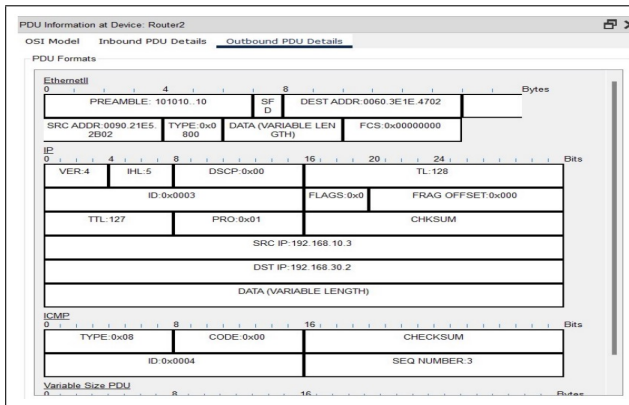 PDU Information at Device: Router2
OSI Model Inbound PDU Details Outbound PDU Details
PDU Formats
EthernetII
0 4 8 Bytes
PREAMBLE: 101010..10 SF D DEST ADDR:0060.3E1E.4702
SRC ADDR:0090.21E5. 2B02 TYPE:0x0 800 DATA (VARIABLE LEN GTH) FCS:0x00000000
IP
0 4 8 16 20 24 Bits
VER:4 IHL:5 DSCP:0x00 TL:128
ID:0x0003 FLAGS:0x0 FRAG OFFSET:0x000
TTL:127 PRO:0x01 CHKSUM
SRC IP:192.168.10.3
DST IP:192.168.30.2
DATA (VARIABLE LENGTH)
ICMP
0 8 16 Bits
TYPE:0x08 CODE:0x00 CHECKSUM
ID:0x0004 SEQ NUMBER:3
Variable Size PDU
0 8 16 Bytes